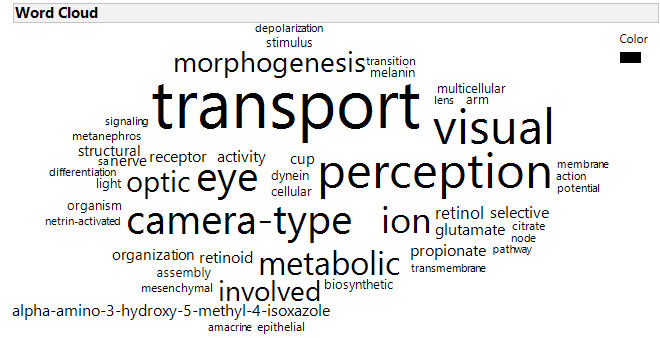 Word Cloud
Color
depolarization
stimulus
morphogenesis
transition
melanin
transport
multicellular
lens
arm
visual
signaling
metanephros
structural
sa
nerve
receptor
activity
cup
perception
membrane
differentiation
light
optic
eye
dynein
cellular
action
potential
organism
netrin-activated
camera-type
ion
retinol
selective
glutamate
citrate
node
organization
retinoid
metabolic
propionate
pathway
assembly
transmembrane
mesenchymal
involved
biosynthetic
alpha-amino-3-hydroxy-5-methyl-4-isoxazole
amacrine
epithelial